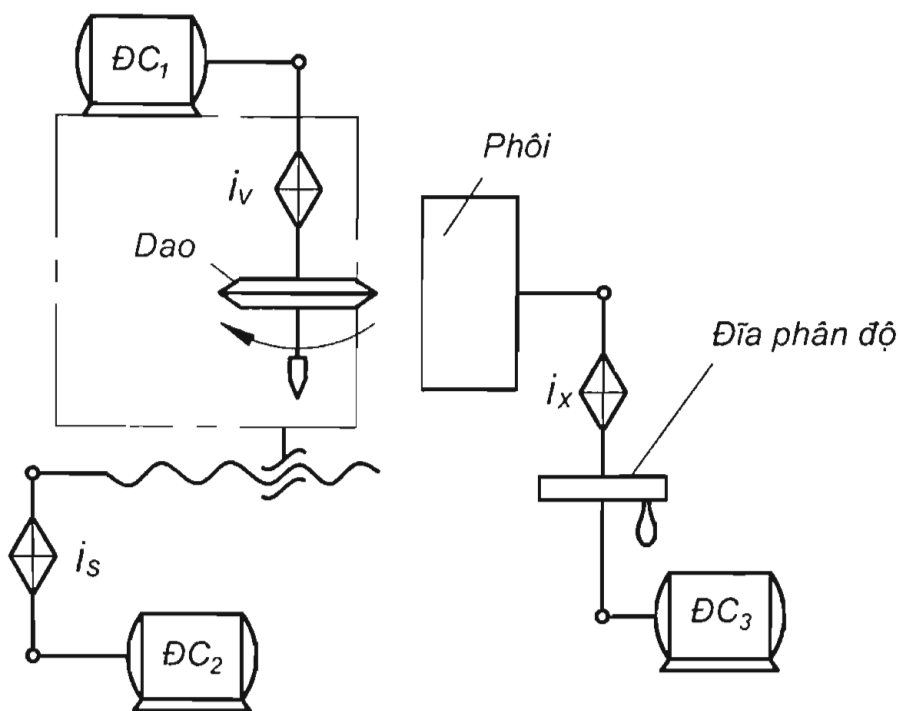 ĐC₁
Phôi
iᵥ
Dao
Đĩa phân độ
iₓ
iₛ
ĐC₃
ĐC₂